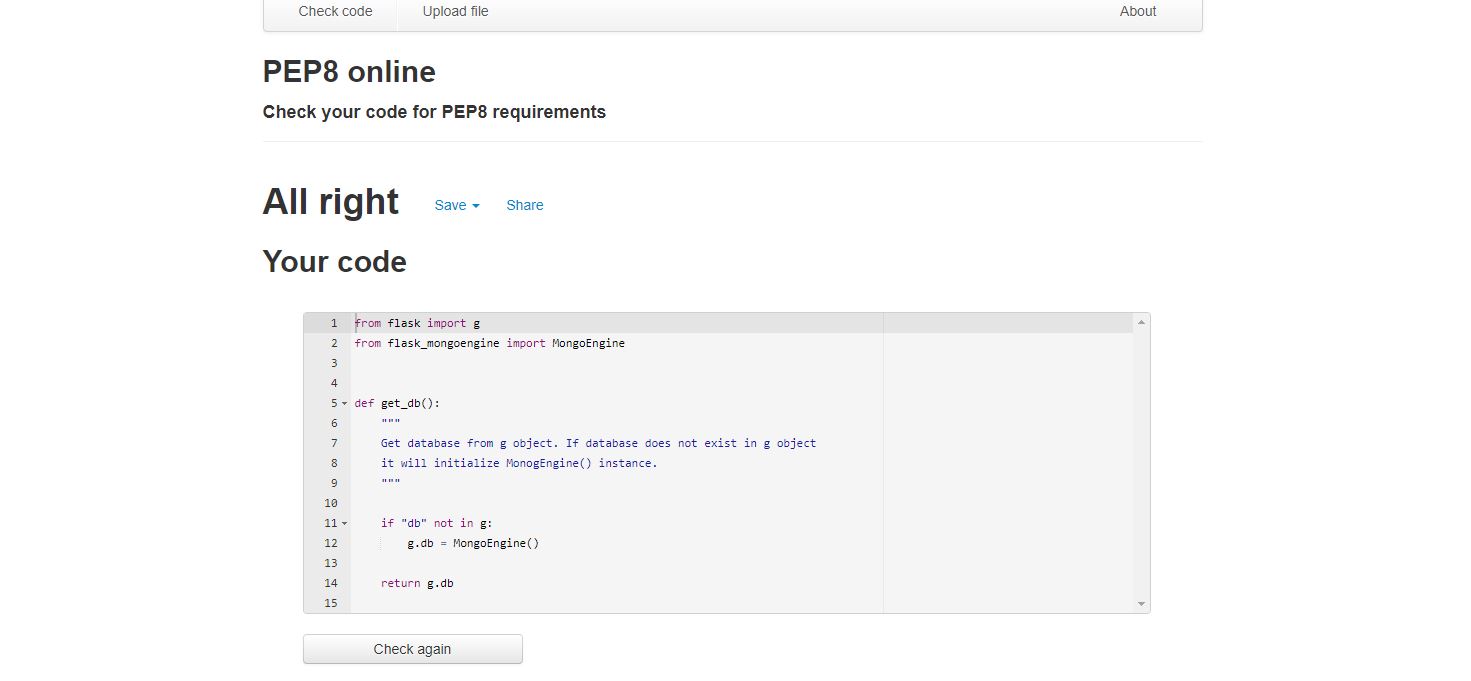 Check code Upload file About
PEP8 online
Check your code for PEP8 requirements
All right Save Share
Your code
1 from flask import g
2 from flask_mongoengine import MongoEngine
3
4
5 def get_db():
6 """
7 Get database from g object. If database does not exist in g object
8 it will initialize MonogEngine() instance.
9 """
10
11 if "db" not in g:
12 g.db = MongoEngine()
13
14 return g.db
15
Check again